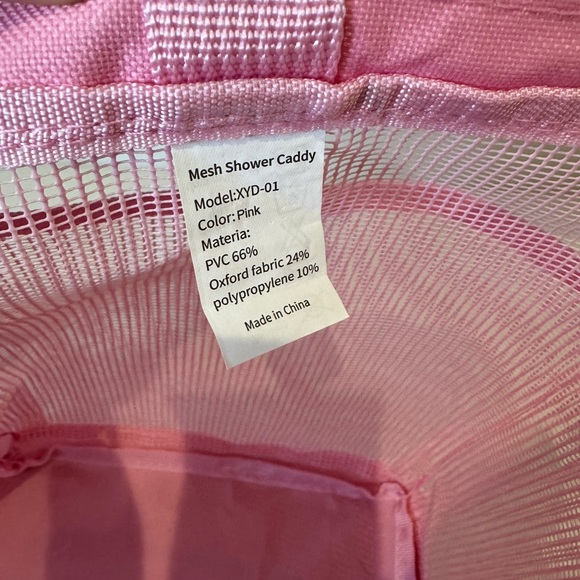 Mesh Shower Caddy
Model:XYD-01
Color:Pink
Materia:
PVC 66%
Oxford fabric 24%
polypropylene 10%
Made in China